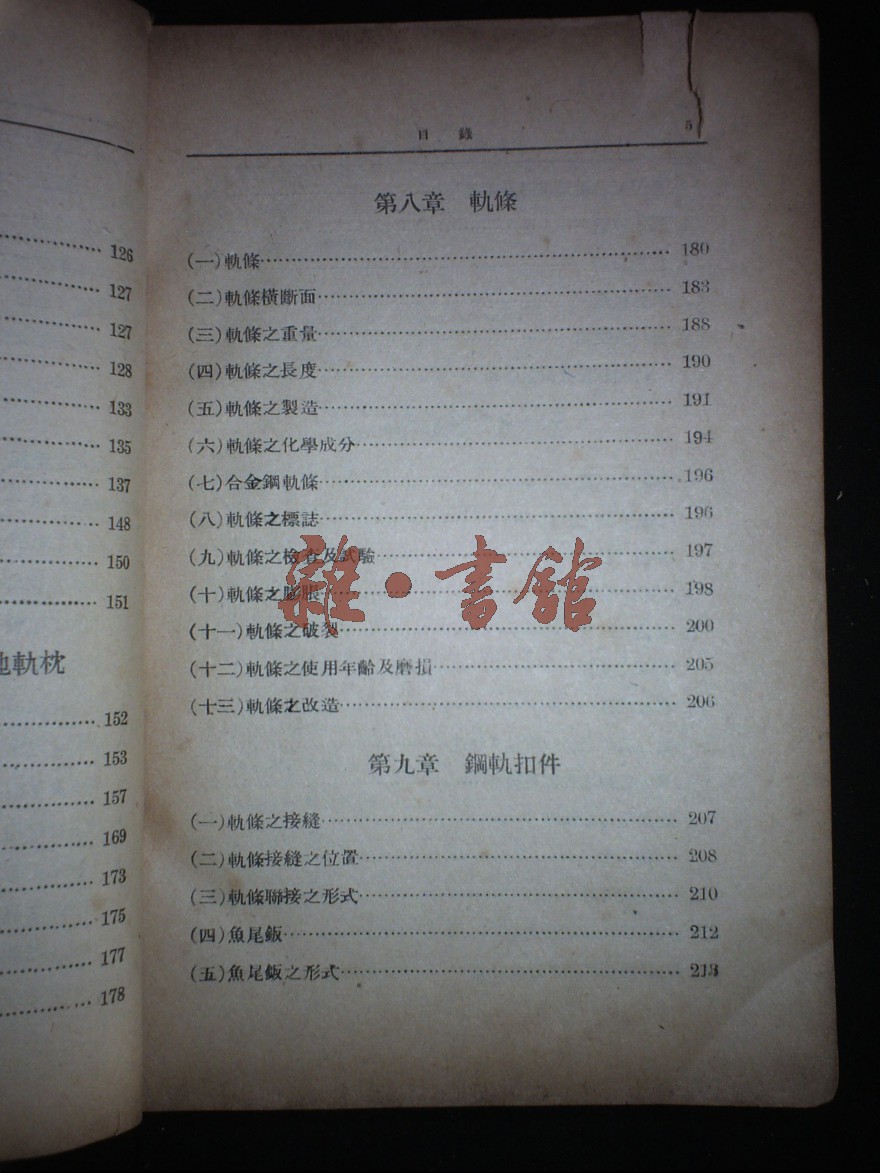 126
127
127
128
133
135
137
148
150
151
地軌枕
152
153
157
169
173
175
177
178
目錄 5
第八章 軌條
(一)軌條 180
(二)軌條橫斷面 183
(三)軌條之重量 188
(四)軌條之長度 190
(五)軌條之製造 191
(六)軌條之化學成分 194
(七)合金鋼軌條 196
(八)軌條之標誌 196
(九)軌條之檢查及試驗 197
(十)軌條之膨脹 198
(十一)軌條之破裂 200
(十二)軌條之使用年齡及磨損 205
(十三)軌條之改造 206
第九章 鋼軌扣件
(一)軌條之接縫 207
(二)軌條接縫之位置 208
(三)軌條聯接之形式 210
(四)魚尾鈑 212
(五)魚尾鈑之形式 213
雜·書館